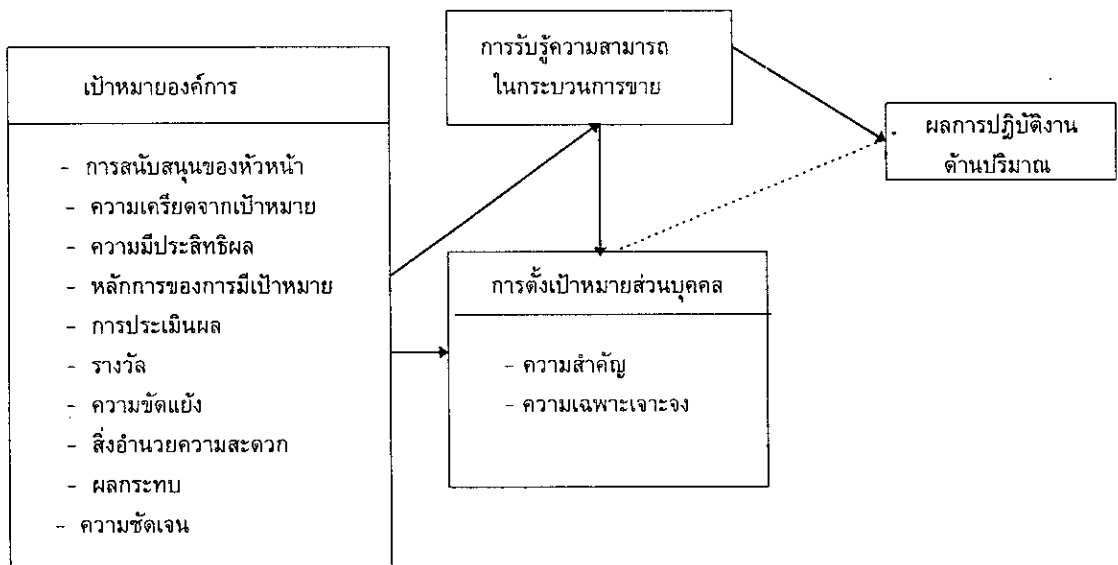 เป้าหมายองค์การ
- การสนับสนุนของหัวหน้า
- ความเครียดจากเป้าหมาย
- ความมีประสิทธิผล
- หลักการของการมีเป้าหมาย
- การประเมินผล
- รางวัล
- ความขัดแย้ง
- สิ่งอำนวยความสะดวก
- ผลกระทบ
- ความชัดเจน
การรับรู้ความสามารถ
ในกระบวนการขาย
การตั้งเป้าหมายส่วนบุคคล
- ความสำคัญ
- ความเฉพาะเจาะจง
ผลการปฏิบัติงาน
ด้านปริมาณ